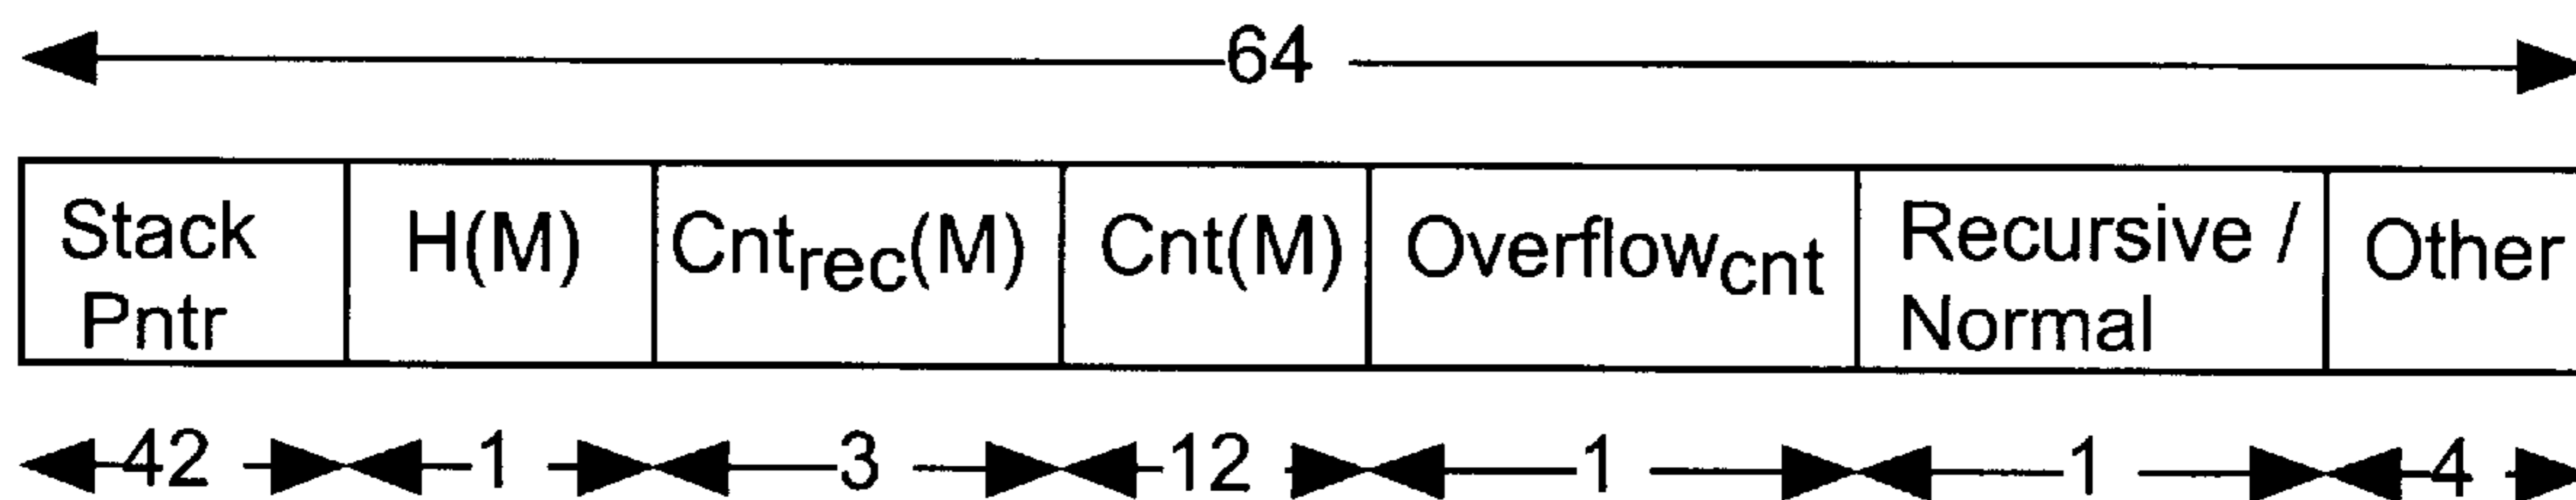 64
Stack Pntr
H(M)
Cntrec(M)
Cnt(M)
Overflowcnt
Recursive /
Normal
Other
42 1 3 12 1 1 4